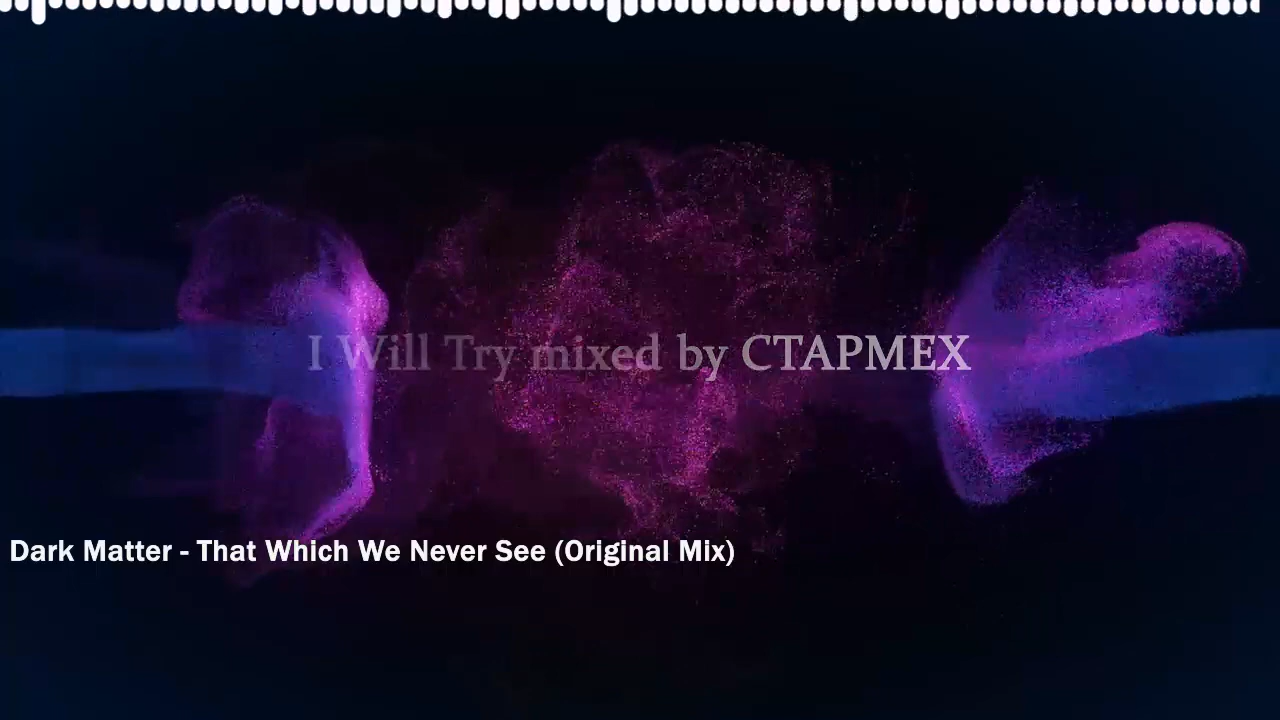 I Will Try mixed by CTAPMEX
Dark Matter - That Which We Never See (Original Mix)